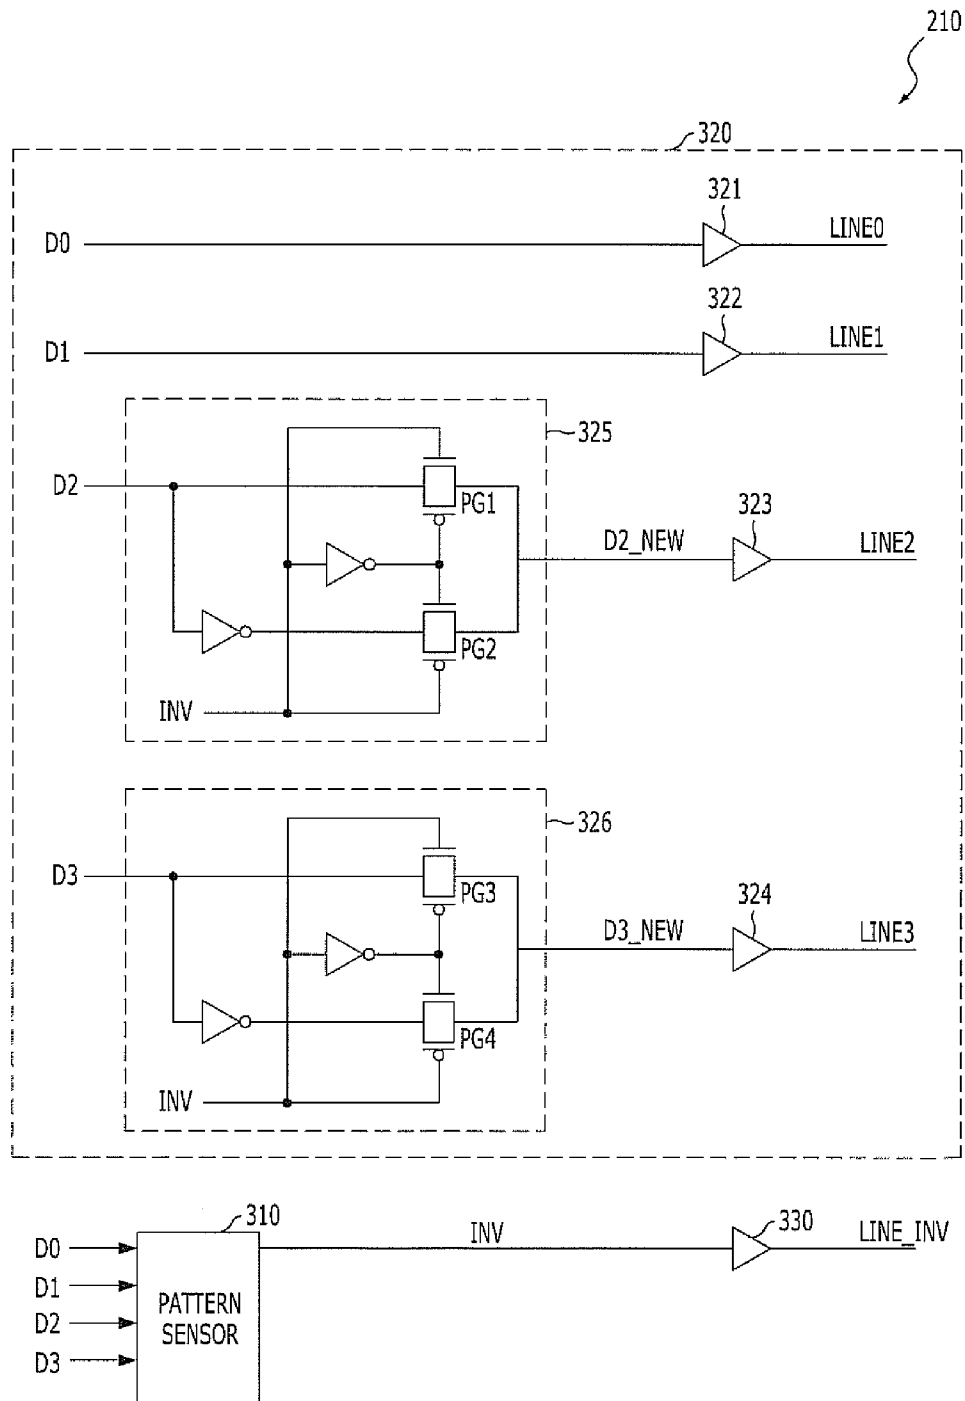 210
320
321
D0
LINE0
322
D1
LINE1
325
D2
PG1
323
D2_NEW
LINE2
PG2
INV
326
D3
PG3
324
D3_NEW
LINE3
PG4
INV
310
330
D0
INV
LINE_INV
D1
D2
D3
PATTERN
SENSOR